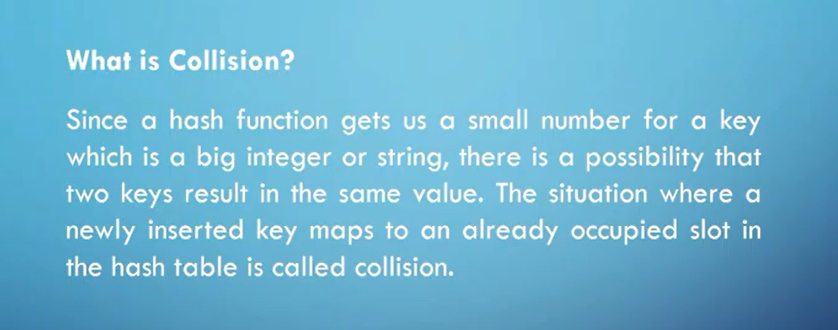 What is Collision?
Since a hash function gets us a small number for a key
which is a big integer or string, there is a possibility that
two keys result in the same value. The situation where a
newly inserted key maps to an already occupied slot in
the hash table is called collision.